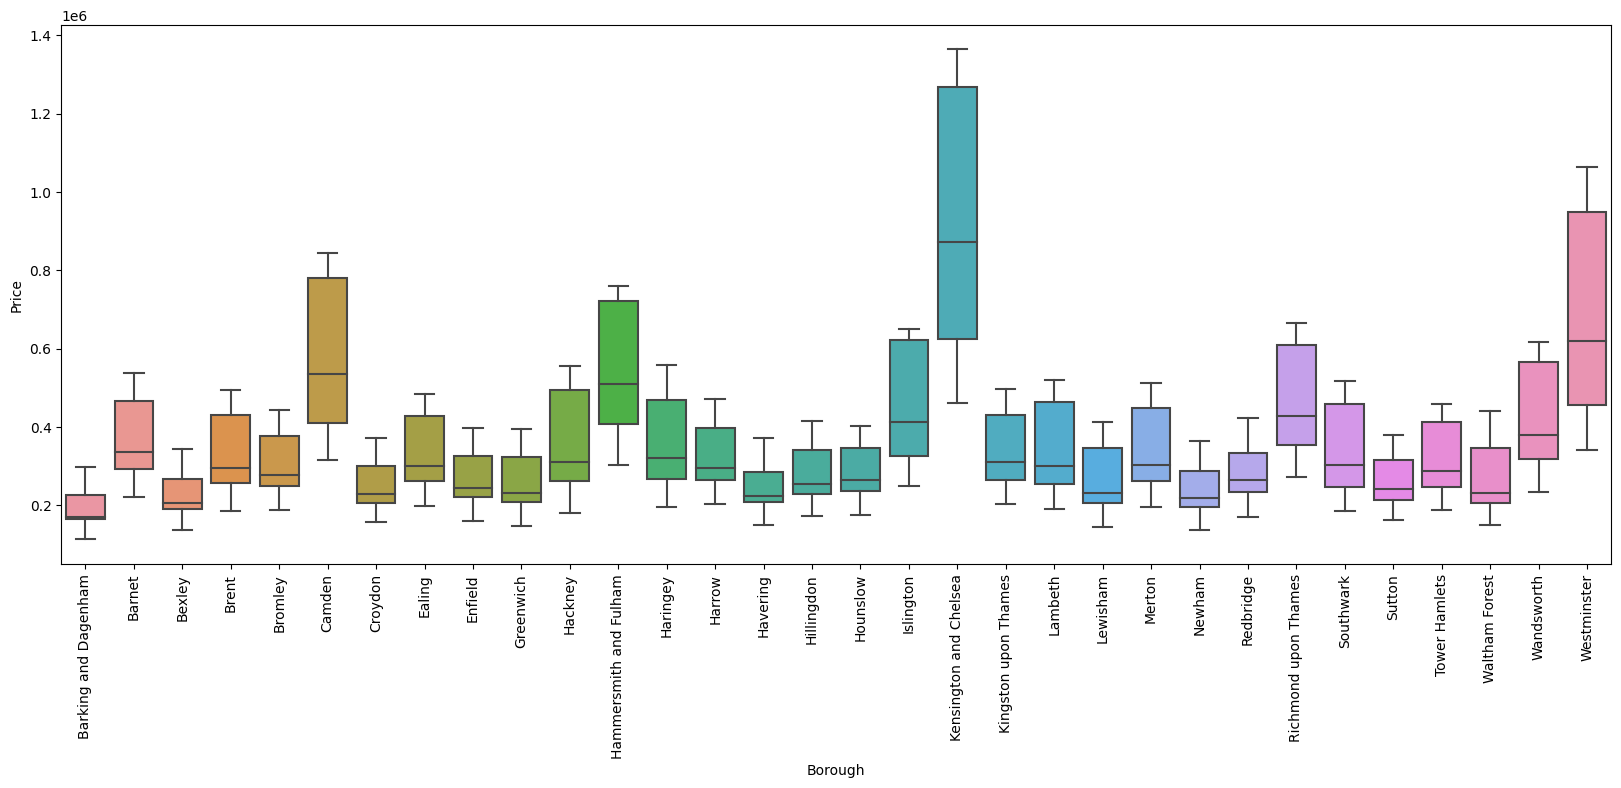 1e6
1.4
1.2
1.0
0.8
0.6
0.4
0.2
Price
Barking and Dagenham
Barnet
Bexley
Brent
Bromley
Camden
Croydon
Ealing
Enfield
Greenwich
Hackney
Hammersmith and Fulham
Haringey
Harrow
Havering
Hillingdon
Hounslow
Islington
Kensington and Chelsea
Kingston upon Thames
Lambeth
Lewisham
Merton
Newham
Redbridge
Richmond upon Thames
Southwark
Sutton
Tower Hamlets
Waltham Forest
Wandsworth
Westminster
Borough